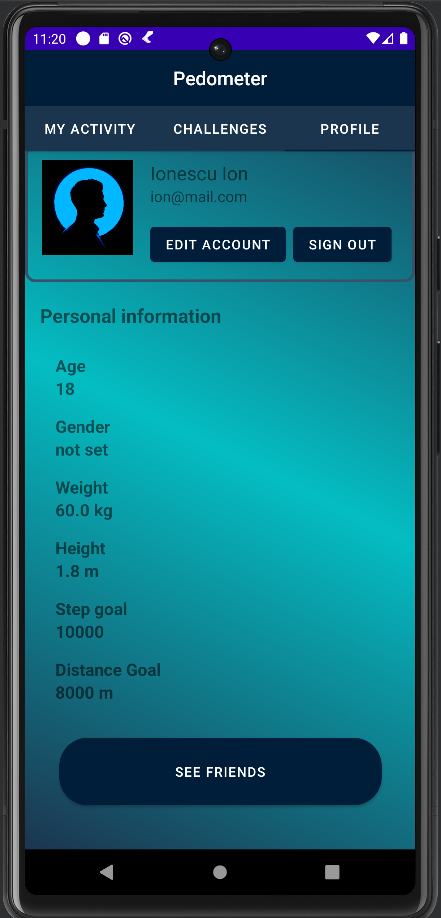 11:20
Pedometer
MY ACTIVITY CHALLENGES PROFILE
Ionescu Ion
ion@mail.com
EDIT ACCOUNT SIGN OUT
Personal information
Age
18
Gender
not set
Weight
60.0 kg
Height
1.8 m
Step goal
10000
Distance Goal
8000 m
SEE FRIENDS